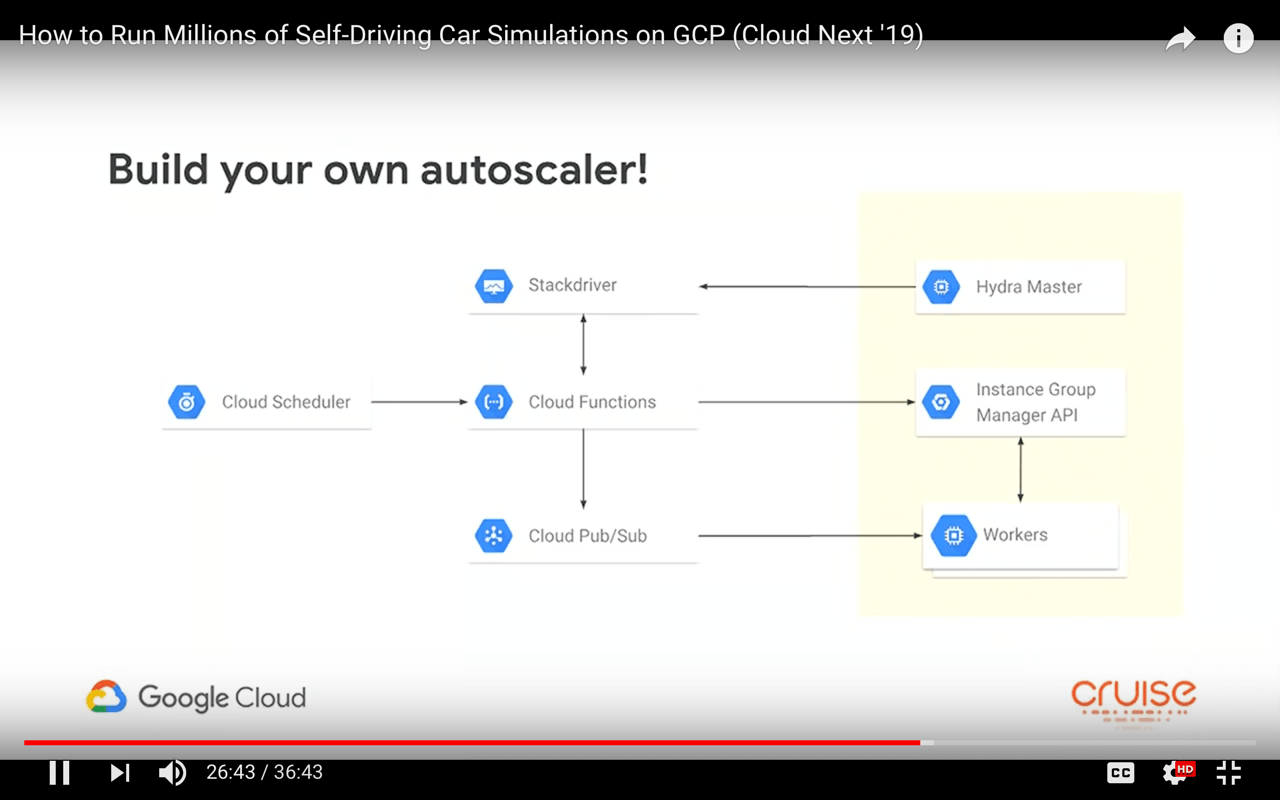 How to Run Millions of Self-Driving Car Simulations on GCP (Cloud Next '19)
Build your own autoscaler!
Stackdriver
Hydra Master
Cloud Scheduler
Cloud Functions
Instance Group
Manager API
Cloud Pub/Sub
Workers
Google Cloud
cruise
26:43 / 36:43
CC
HD